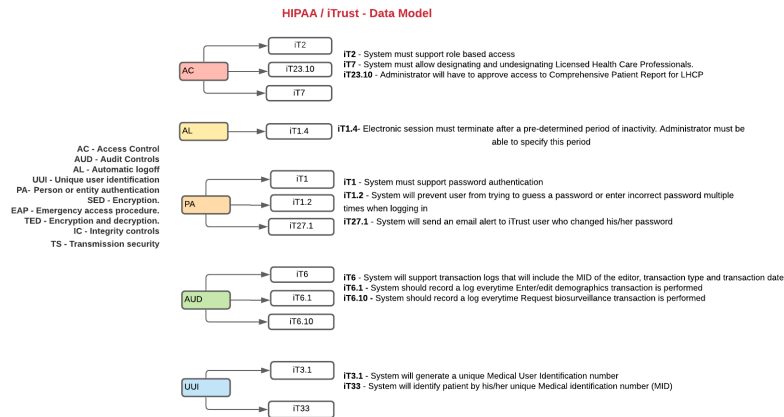 HIPAA / iTrust - Data Model
AC - Access Control
AUD - Audit Controls
AL - Automatic logoff
UUI - Unique user identification
PA- Person or entity authentication
SED - Encryption.
EAP - Emergency access procedure.
TED - Encryption and decryption.
IC - Integrity controls
TS - Transmission security
AC
iT2
iT23.10
iT7
iT2 - System must support role based access
iT7 - System must allow designating and undesignating Licensed Health Care Professionals.
iT23.10 - Administrator will have to approve access to Comprehensive Patient Report for LHCP
AL
iT1.4
iT1.4- Electronic session must terminate after a pre-determined period of inactivity. Administrator must be
able to specify this period
PA
iT1
iT1.2
iT27.1
iT1 - System must support password authentication
iT1.2 - System will prevent user from trying to guess a password or enter incorrect password multiple
times when logging in
iT27.1 - System will send an email alert to iTrust user who changed his/her password
AUD
iT6
iT6.1
iT6.10
iT6 - System will support transaction logs that will include the MID of the editor, transaction type and transaction date
iT6.1 - System should record a log everytime Enter/edit demographics transaction is performed
iT6.10 - System should record a log everytime Request biosurveillance transaction is performed
UUI
iT3.1
iT33
iT3.1 - System will generate a unique Medical User Identification number
iT33 - System will identify patient by his/her unique Medical identification number (MID)